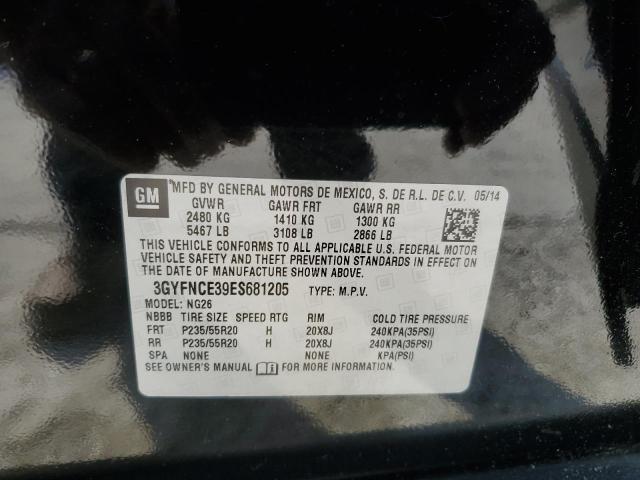 GM MFD BY GENERAL MOTORS DE MEXICO, S. DE R.L. DE C.V. 05/14
GVWR GAWR FRT GAWR RR
2480 KG 1410 KG 1300 KG
5467 LB 3108 LB 2866 LB
THIS VEHICLE CONFORMS TO ALL APPLICABLE U.S. FEDERAL MOTOR
VEHICLE SAFETY AND THEFT PREVENTION STANDARDS IN EFFECT ON
THE DATE OF MANUFACTURE SHOWN ABOVE.
3GYFNCE39ES681205 TYPE: M.P.V.
MODEL: NG26
NBBB TIRE SIZE SPEED RTG RIM COLD TIRE PRESSURE
FRT P235/55R20 H 20X8J 240KPA(35PSI)
RR P235/55R20 H 20X8J 240KPA(35PSI)
SPA NONE NONE KPA(PSI)
SEE OWNER'S MANUAL FOR MORE INFORMATION.